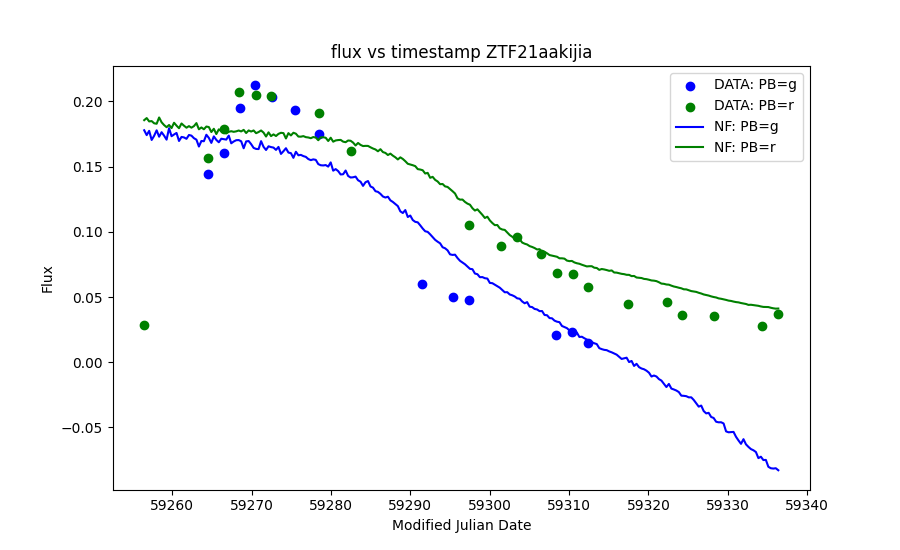 flux vs timestamp ZTF21aakijia
DATA: PB=g
DATA: PB=r
NF: PB=g
NF: PB=r
0.20
0.15
0.10
0.05
0.00
−0.05
Flux
59260 59270 59280 59290 59300 59310 59320 59330 59340
Modified Julian Date